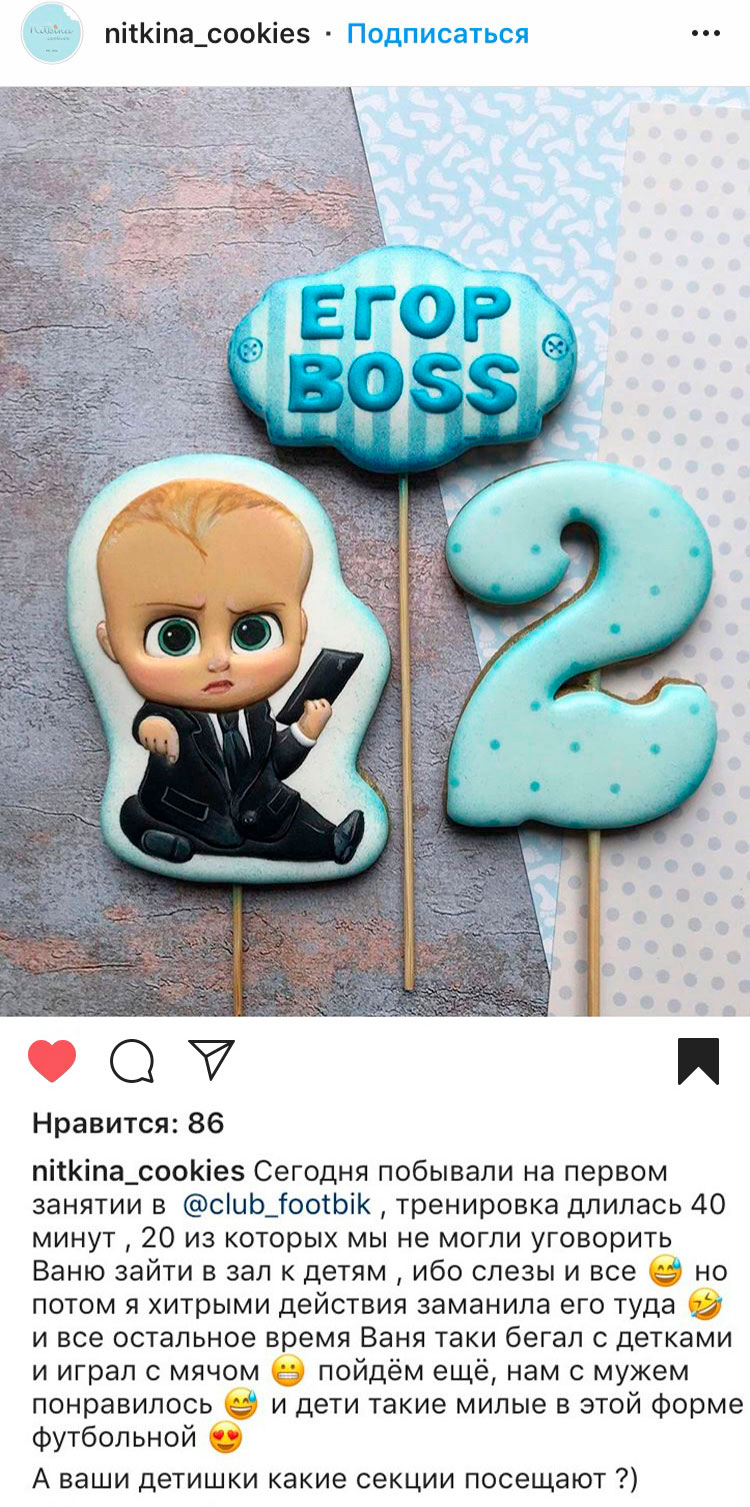 nitkina_cookies · Подписаться
ЕГОР
BOSS
2
Нравится: 86
nitkina_cookies Сегодня побывали на первом
занятии в @club_footbik , тренировка длилась 40
минут , 20 из которых мы не могли уговорить
Ваню зайти в зал к детям , ибо слезы и все 😅 но
потом я хитрыми действия заманила его туда 🤣
и все остальное время Ваня таки бегал с детками
и играл с мячом 😬 пойдём ещё, нам с мужем
понравилось 😅 и дети такие милые в этой форме
футбольной 😍
А ваши детишки какие секции посещают ?)